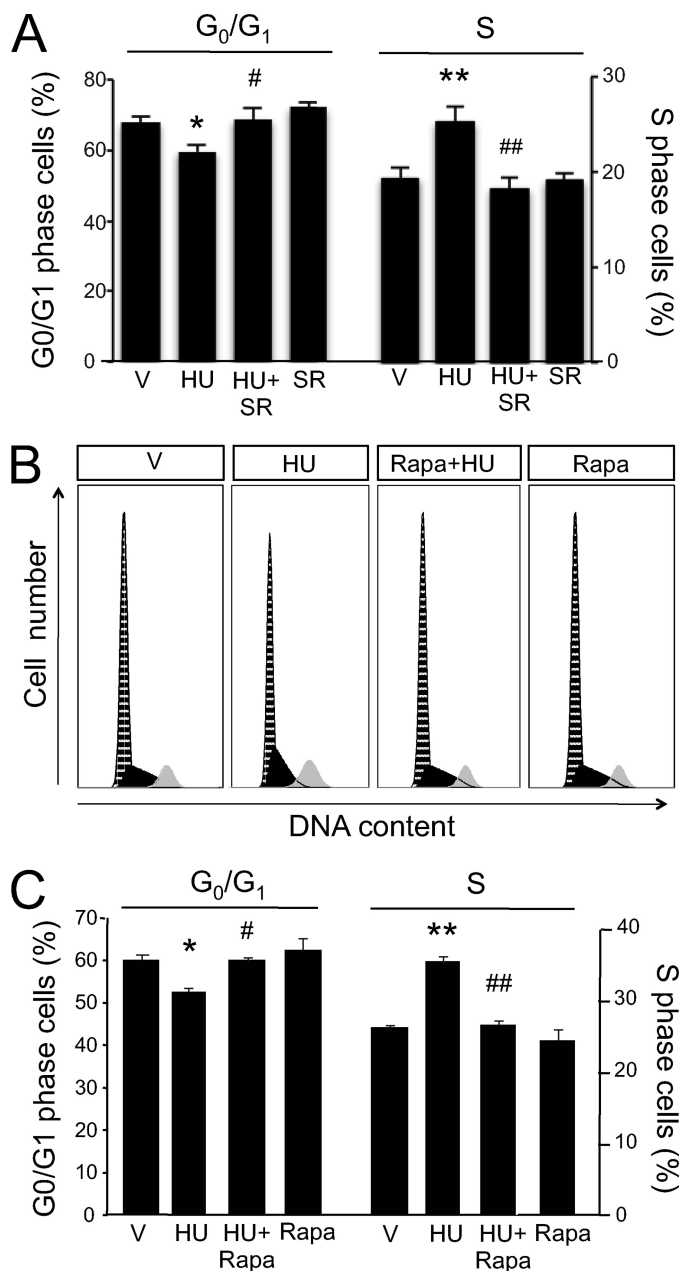 A
G0/G1
S
G0/G1 phase cells (%)
80
60
40
20
0
*
#
**
##
30
20
10
0
S phase cells (%)
V HU HU+ SR V HU HU+ SR
SR SR
B
V HU Rapa+HU Rapa
Cell number
DNA content
C
G0/G1
S
G0/G1 phase cells (%)
70
60
50
40
30
20
10
0
*
#
**
##
40
30
20
10
0
S phase cells (%)
V HU HU+ Rapa V HU HU+ Rapa
Rapa Rapa